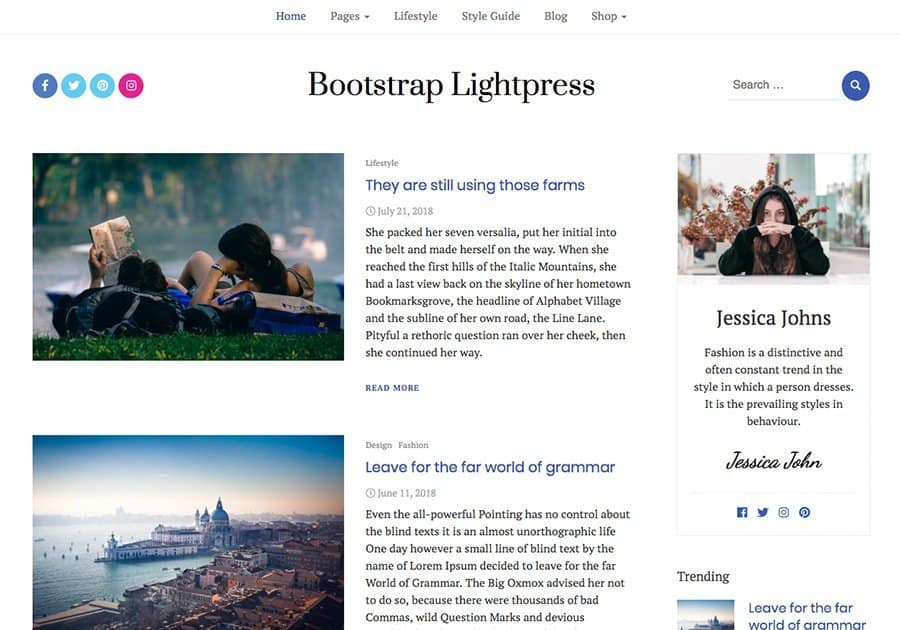 Home Pages Lifestyle Style Guide Blog Shop
Bootstrap Lightpress
Search …
Lifestyle
They are still using those farms
July 21, 2018
She packed her seven versalia, put her initial into
the belt and made herself on the way. When she
reached the first hills of the Italic Mountains, she
had a last view back on the skyline of her hometown
Bookmarksgrove, the headline of Alphabet Village
and the subline of her own road, the Line Lane.
Pityful a rethoric question ran over her cheek, then
she continued her way.
READ MORE
Design Fashion
Leave for the far world of grammar
June 11, 2018
Even the all-powerful Pointing has no control about
the blind texts it is an almost unorthographic life
One day however a small line of blind text by the
name of Lorem Ipsum decided to leave for the far
World of Grammar. The Big Oxmox advised her not
to do so, because there were thousands of bad
Commas, wild Question Marks and devious
Jessica Johns
Fashion is a distinctive and
often constant trend in the
style in which a person dresses.
It is the prevailing styles in
behaviour.
Jessica John
Trending
Leave for the far
world of grammar